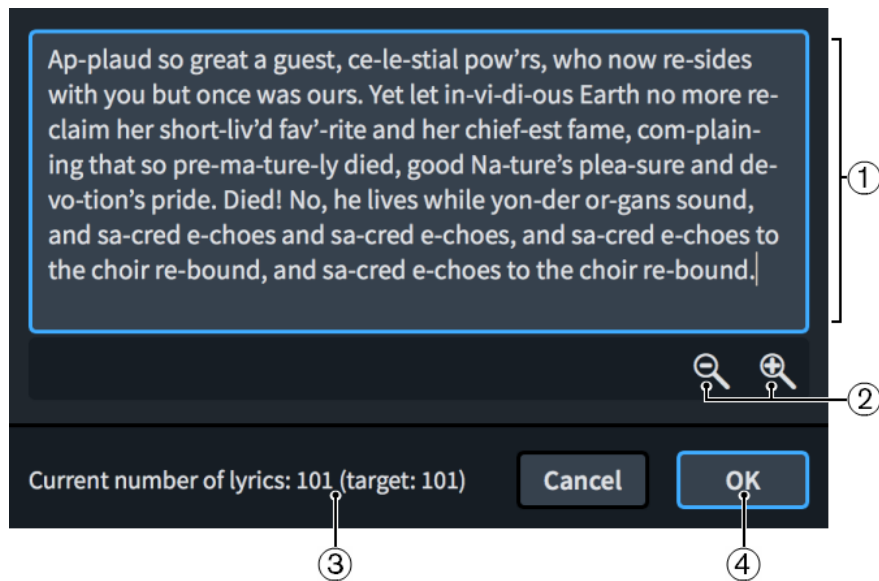 Ap-plaud so great a guest, ce-le-stial pow’rs, who now re-sides
with you but once was ours. Yet let in-vi-di-ous Earth no more re-
claim her short-liv’d fav’-rite and her chief-est fame, com-plain-
ing that so pre-ma-ture-ly died, good Na-ture’s plea-sure and de-
vo-tion’s pride. Died! No, he lives while yon-der or-gans sound,
and sa-cred e-choes and sa-cred e-choes, and sa-cred e-choes to
the choir re-bound, and sa-cred e-choes to the choir re-bound.
①
②
Current number of lyrics: 101 (target: 101)
Cancel
OK
③
④